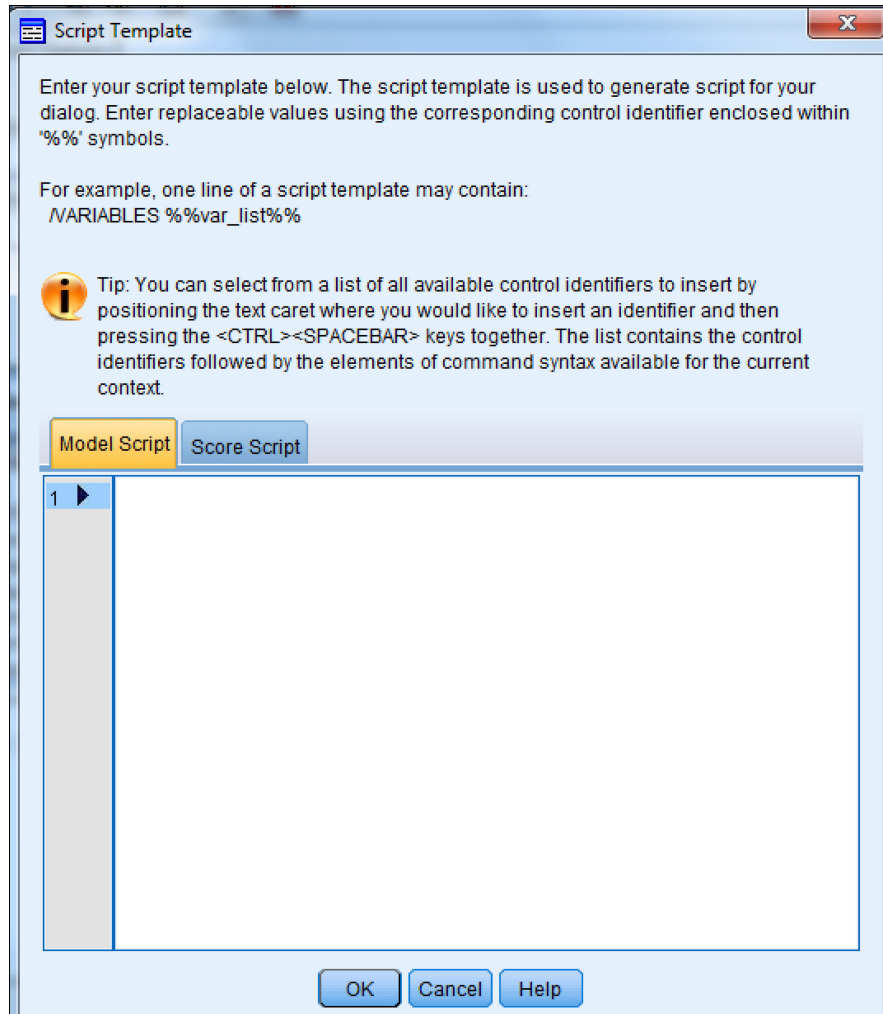 Script Template
Enter your script template below. The script template is used to generate script for your
dialog. Enter replaceable values using the corresponding control identifier enclosed within
'%%' symbols.
For example, one line of a script template may contain:
/VARIABLES %%var_list%%
Tip: You can select from a list of all available control identifiers to insert by
positioning the text caret where you would like to insert an identifier and then
pressing the <CTRL><SPACEBAR> keys together. The list contains the control
identifiers followed by the elements of command syntax available for the current
context.
Model Script Score Script
1
OK Cancel Help